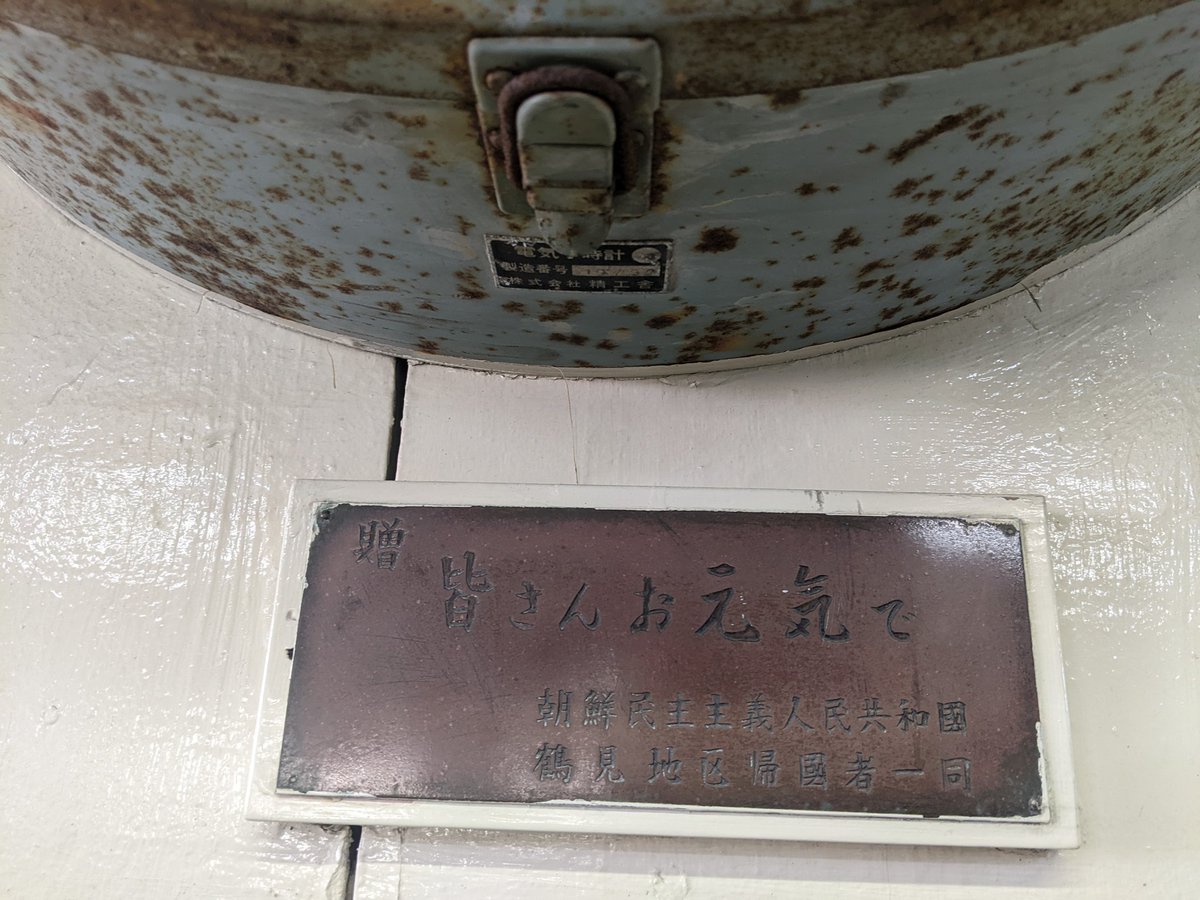 電気子時計
製造番号
株式会社 精工舎
贈
皆さんお元気で
朝鮮民主主義人民共和國
鶴見地区帰國者一同